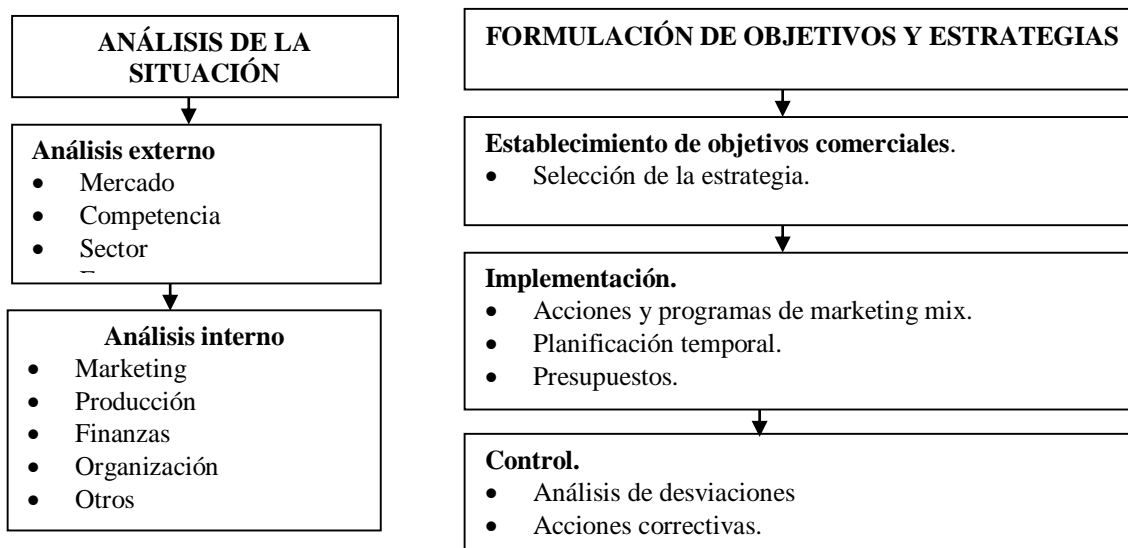 ANÁLISIS DE LA
SITUACIÓN
Análisis externo
• Mercado
• Competencia
• Sector
Análisis interno
• Marketing
• Producción
• Finanzas
• Organización
• Otros
FORMULACIÓN DE OBJETIVOS Y ESTRATEGIAS
Establecimiento de objetivos comerciales.
• Selección de la estrategia.
Implementación.
• Acciones y programas de marketing mix.
• Planificación temporal.
• Presupuestos.
Control.
• Análisis de desviaciones
• Acciones correctivas.